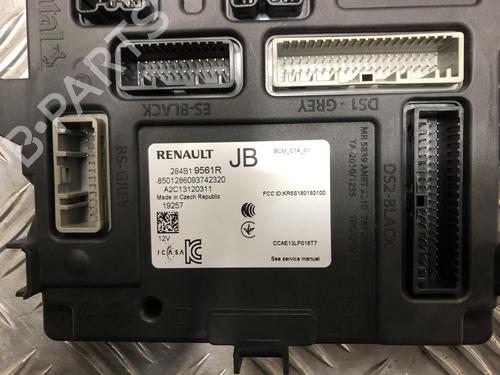 ES-BLACK
DS1 - GREY
RS-GREY
DS2-BLACK
RENAULT JB BCM_C1A_01
284B1 9561R
8501286093742320
A2C13120311
Made in Czech Republic
19257
FCC ID:KR5S180192100
12V
ICASA
CCAE13LP018T7
See service manual
B-PARTS